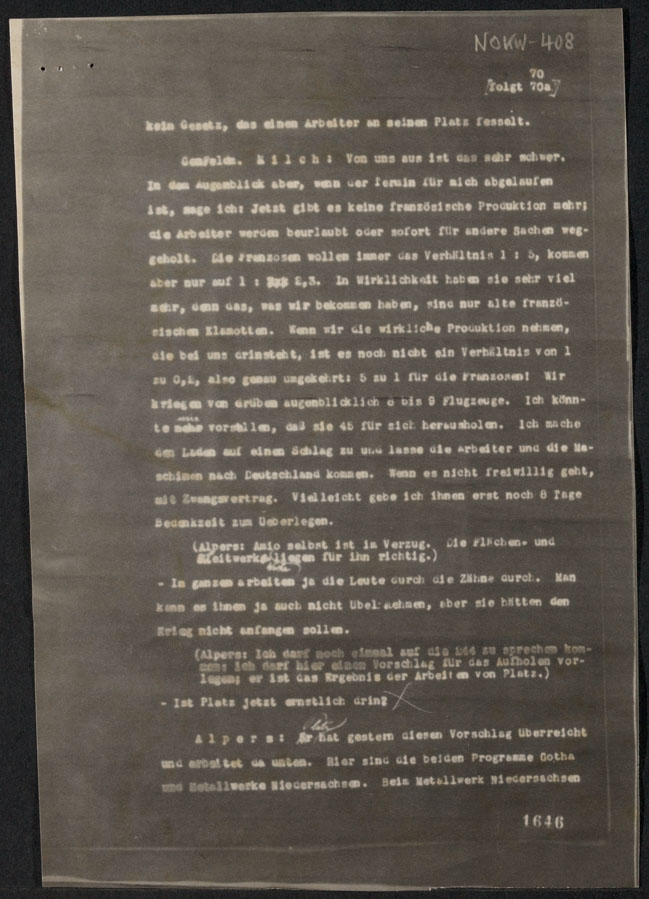 NOKW-408
70
[folgt 70a]
kein Gesetz, das einen Arbeiter an seinen Platz fesselt.
Genfeldm. Milch: Von uns aus ist das sehr schwer.
In dem Augenblick aber, wenn der Termin für mich abgelaufen
ist, sage ich: Jetzt gibt es keine französische Produktion mehr;
die Arbeiter werden beurlaubt oder sofort für andere Sachen weg-
geholt. Die Franzosen wollen immer das Verhältnis 1 : 5, kommen
aber nur auf 1 : 2,3. In Wirklichkeit haben sie sehr viel
mehr, denn das, was wir bekommen haben, sind nur alte franzö-
sischen Klamotten. Wenn wir die wirkliche Produktion nehmen,
die bei uns drinsteht, ist es noch nicht ein Verhältnis von 1
zu 0,2, also genau umgekehrt: 5 zu 1 für die Franzosen! Wir
kriegen von drüben augenblicklich 8 bis 9 Flugzeuge. Ich könn-
te vorstellen, daß sie 45 für sich herausholen. Ich mache
den Laden auf einen Schlag zu und lasse die Arbeiter und die Ma-
schinen nach Deutschland kommen. Wenn es nicht freiwillig geht,
mit Zwangsvertrag. Vielleicht gebe ich ihnen erst noch 8 Tage
Bedenkzeit zum Ueberlegen.
(Alpers: Amio selbst ist in Verzug. Die Flächen- und
Leitwerke liegen für ihn richtig.)
- Im ganzen arbeiten ja die Leute durch die Zähne durch. Man
kann es ihnen ja auch nicht übelnehmen, aber sie hätten den
Krieg nicht anfangen sollen.
(Alpers: Ich darf noch einmal auf die 244 zu sprechen kom-
men; ich darf hier einen Vorschlag für das Aufholen vor-
legen; er ist das Ergebnis der Arbeiten von Platz.)
- Ist Platz jetzt ernstlich drin?
Alpers: Platz hat gestern diesen Vorschlag überreicht
und arbeitet da unten. Hier sind die beiden Programme Gotha
und Metallwerke Niedersachsen. Beim Metallwerk Niedersachsen
1646